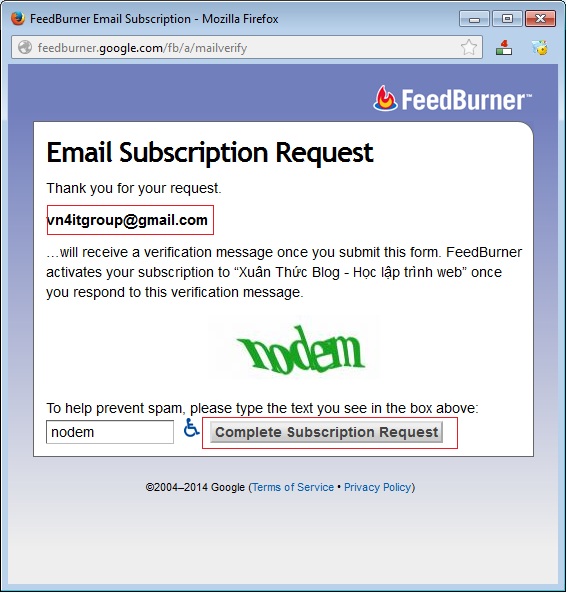 FeedBurner Email Subscription - Mozilla Firefox
feedburner.google.com/fb/a/mailverify
4
FeedBurner™
Email Subscription Request
Thank you for your request.
vn4itgroup@gmail.com
…will receive a verification message once you submit this form. FeedBurner
activates your subscription to “Xuân Thức Blog - Học lập trình web” once
you respond to this verification message.
nodem
To help prevent spam, please type the text you see in the box above:
nodem
Complete Subscription Request
©2004–2014 Google (Terms of Service • Privacy Policy)